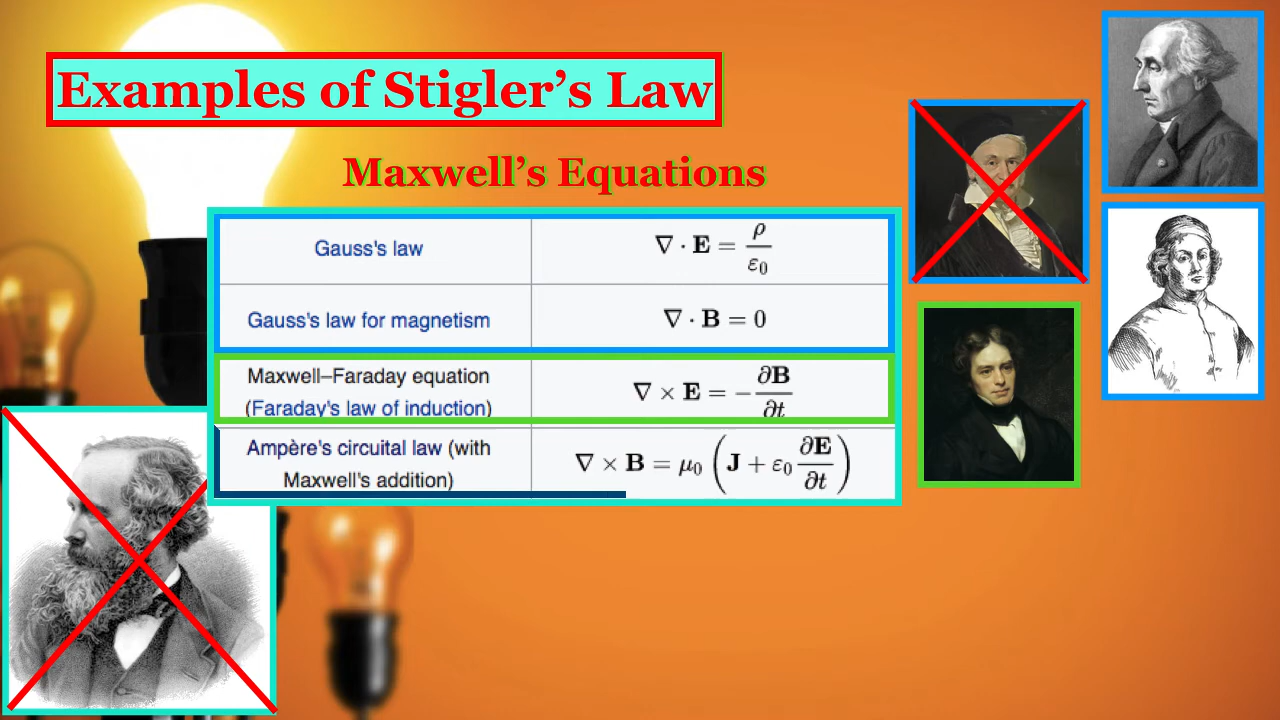 Examples of Stigler’s Law
Maxwell’s Equations
Gauss's law
∇ · E = ρ/ε₀
Gauss's law for magnetism
∇ · B = 0
Maxwell–Faraday equation
(Faraday's law of induction)
∇ × E = −∂B/∂t
Ampère's circuital law (with
Maxwell's addition)
∇ × B = μ₀ (J + ε₀ ∂E/∂t)